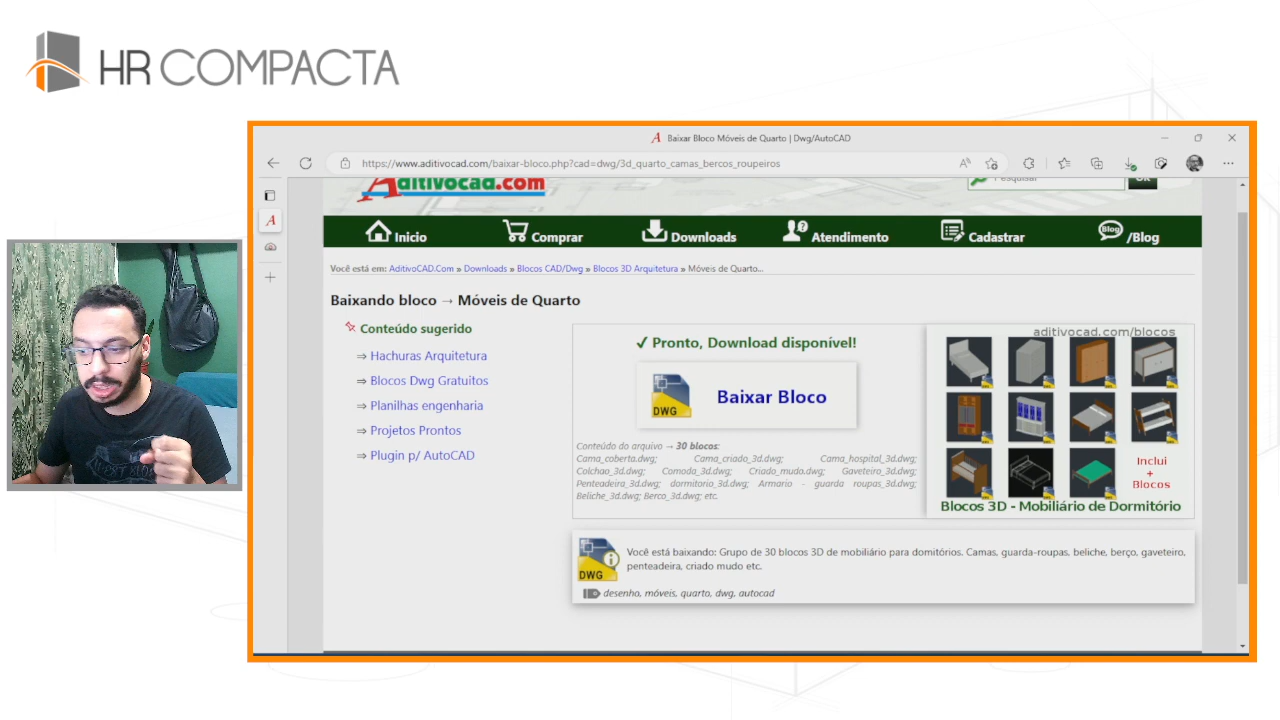 HR COMPACTA
Baixar Bloco Móveis de Quarto | Dwg/AutoCAD
https://www.aditivocad.com/baixar-bloco.php?cad=dwg/3d_quarto_camas_bercos_roupeiros
Aditivocad.com
Pesquisar
OK
Inicio
Comprar
Downloads
Atendimento
Cadastrar
Blog
/Blog
Você está em: AditivoCAD.Com » Downloads » Blocos CAD/Dwg » Blocos 3D Arquitetura » Móveis de Quarto...
Baixando bloco → Móveis de Quarto
Conteúdo sugerido
⇒ Hachuras Arquitetura
⇒ Blocos Dwg Gratuitos
⇒ Planilhas engenharia
⇒ Projetos Prontos
⇒ Plugin p/ AutoCAD
✓ Pronto, Download disponível!
DWG
Baixar Bloco
Conteúdo do arquivo → 30 blocos:
Cama_coberta.dwg; Cama_criado_3d.dwg; Cama_hospital_3d.dwg;
Colchao_3d.dwg; Comoda_3d.dwg; Criado_mudo.dwg; Gaveteiro_3d.dwg;
Penteadeira_3d.dwg; dormitorio_3d.dwg; Armario - guarda roupas_3d.dwg;
Beliche_3d.dwg; Berco_3d.dwg; etc.
aditivocad.com/blocos
Inclui
+
Blocos
Blocos 3D - Mobiliário de Dormitório
DWG
Você está baixando: Grupo de 30 blocos 3D de mobiliário para domitórios. Camas, guarda-roupas, beliche, berço, gaveteiro,
penteadeira, criado mudo etc.
desenho, móveis, quarto, dwg, autocad